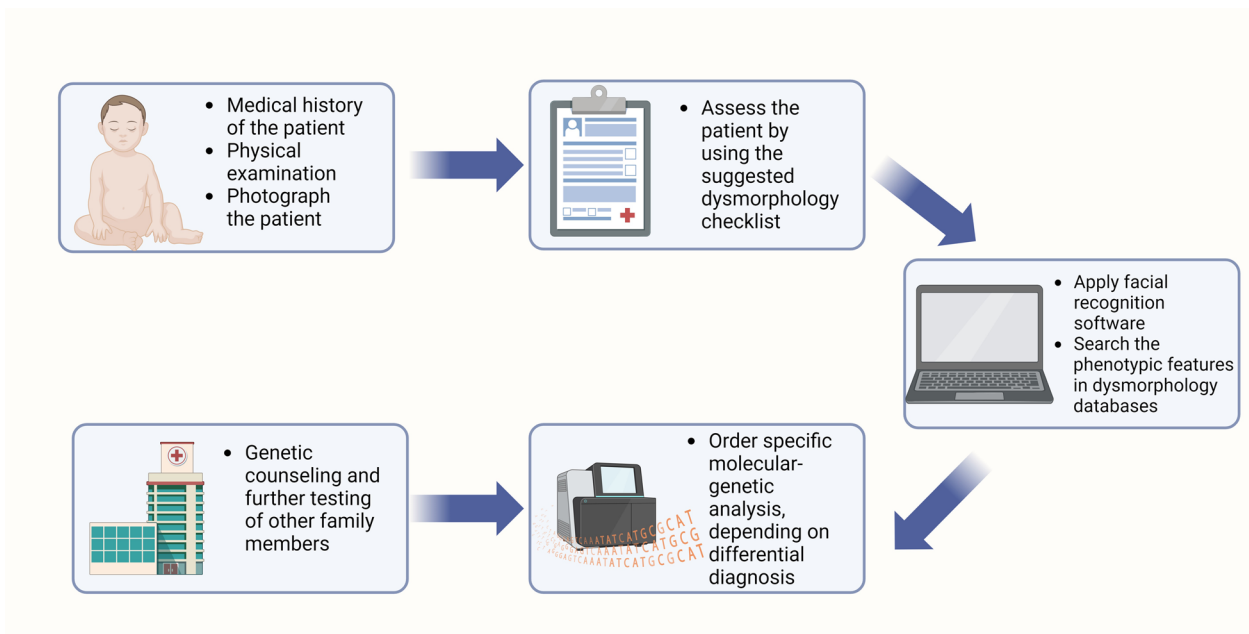 • Medical history
of the patient
• Physical
examination
• Photograph
the patient
• Assess the
patient by
using the
suggested
dysmorphology
checklist
• Apply facial
recognition
software
• Search the
phenotypic features
in dysmorphology
databases
• Order specific
molecular-
genetic
analysis,
depending on
differential
diagnosis
• Genetic
counseling and
further testing
of other family
members